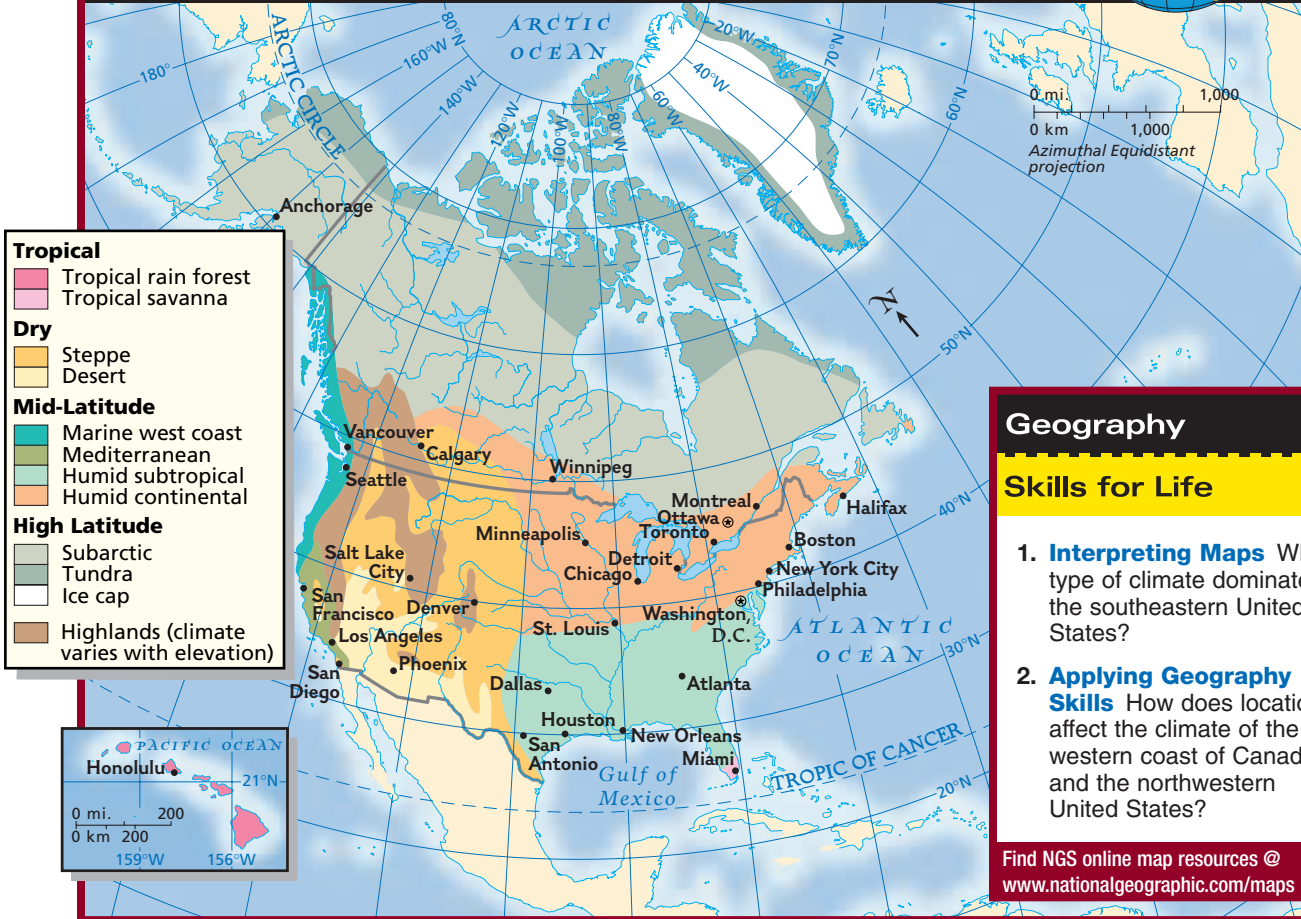 ARCTIC
OCEAN
ARCTIC CIRCLE
180°
160°W
140°W
120°W
100°W
80°W
60°W
40°W
20°W
80°N
70°N
60°N
50°N
40°N
30°N
20°N
0 mi. 1,000
0 km 1,000
Azimuthal Equidistant
projection
N
Anchorage
Tropical
Tropical rain forest
Tropical savanna
Dry
Steppe
Desert
Mid-Latitude
Marine west coast
Mediterranean
Humid subtropical
Humid continental
High Latitude
Subarctic
Tundra
Ice cap
Highlands (climate
varies with elevation)
Vancouver
Calgary
Seattle
Winnipeg
Montreal
Ottawa
Toronto
Halifax
Minneapolis
Detroit
Chicago
Boston
New York City
Philadelphia
Washington,
D.C.
Salt Lake
City
San
Francisco
Denver
St. Louis
Los Angeles
Phoenix
San
Diego
Dallas
Atlanta
Houston
New Orleans
San
Antonio
Miami
Gulf of
Mexico
ATLANTIC
OCEAN
TROPIC OF CANCER
PACIFIC OCEAN
Honolulu
21°N
0 mi. 200
0 km 200
159°W
156°W
Geography
Skills for Life
1. Interpreting Maps
type of climate
the southeastern United
States?
2. Applying Geography
Skills How does
affect the climate of the
western coast of
and the northwestern
United States?
Find NGS online map resources @
www.nationalgeographic.com/maps